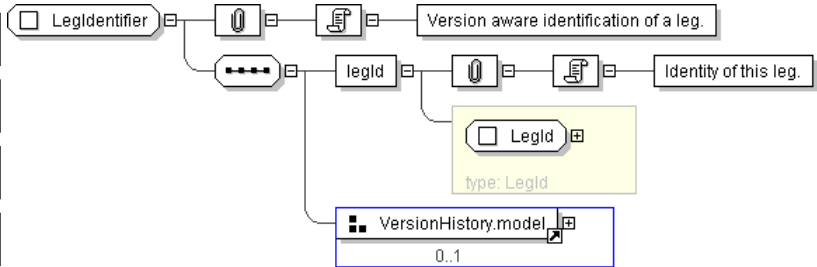 LegIdentifier
Version aware identification of a leg.
legId
Identity of this leg.
LegId
type: LegId
VersionHistory.model
0..1